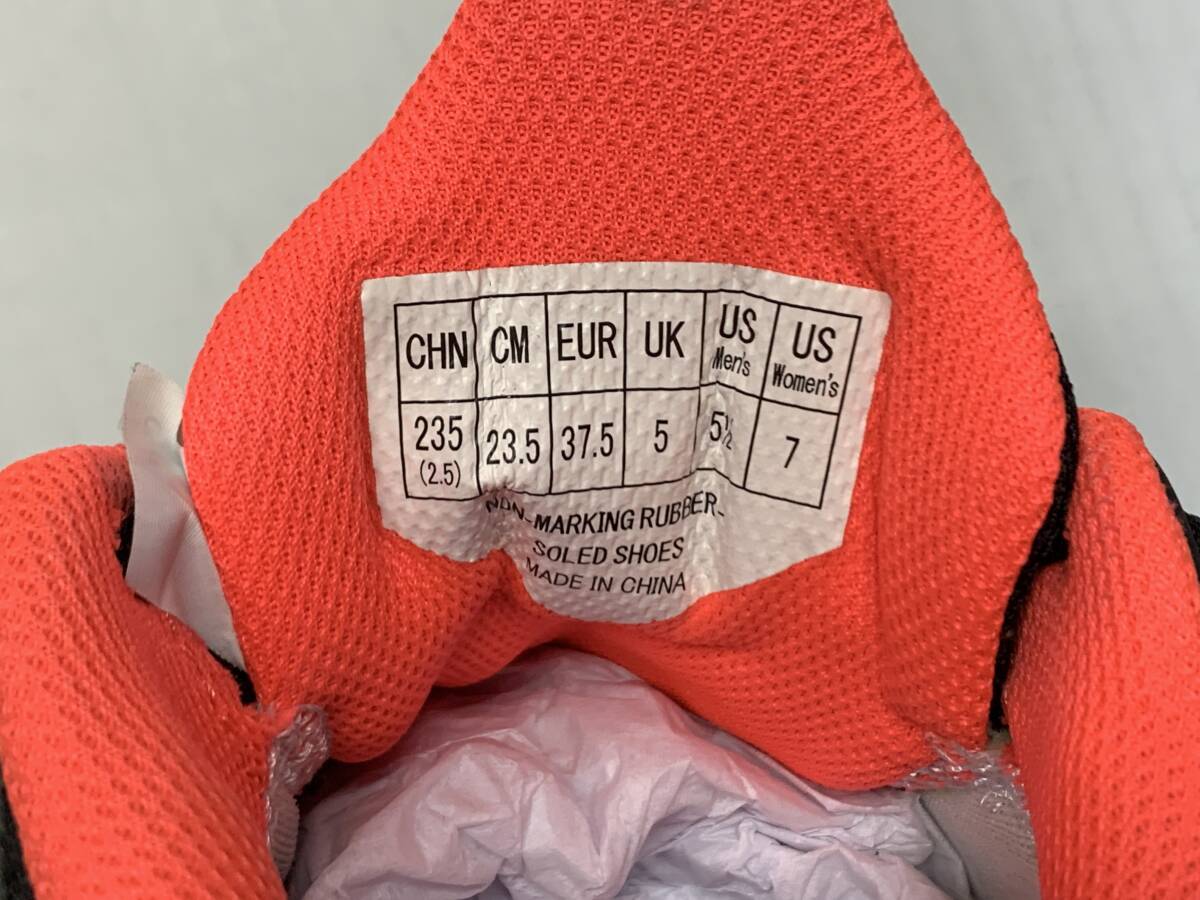 CHN CM EUR UK US Men's US Women's
235 (2.5) 23.5 37.5 5 5½ 7
NON-MARKING RUBBER-
SOLED SHOES
MADE IN CHINA